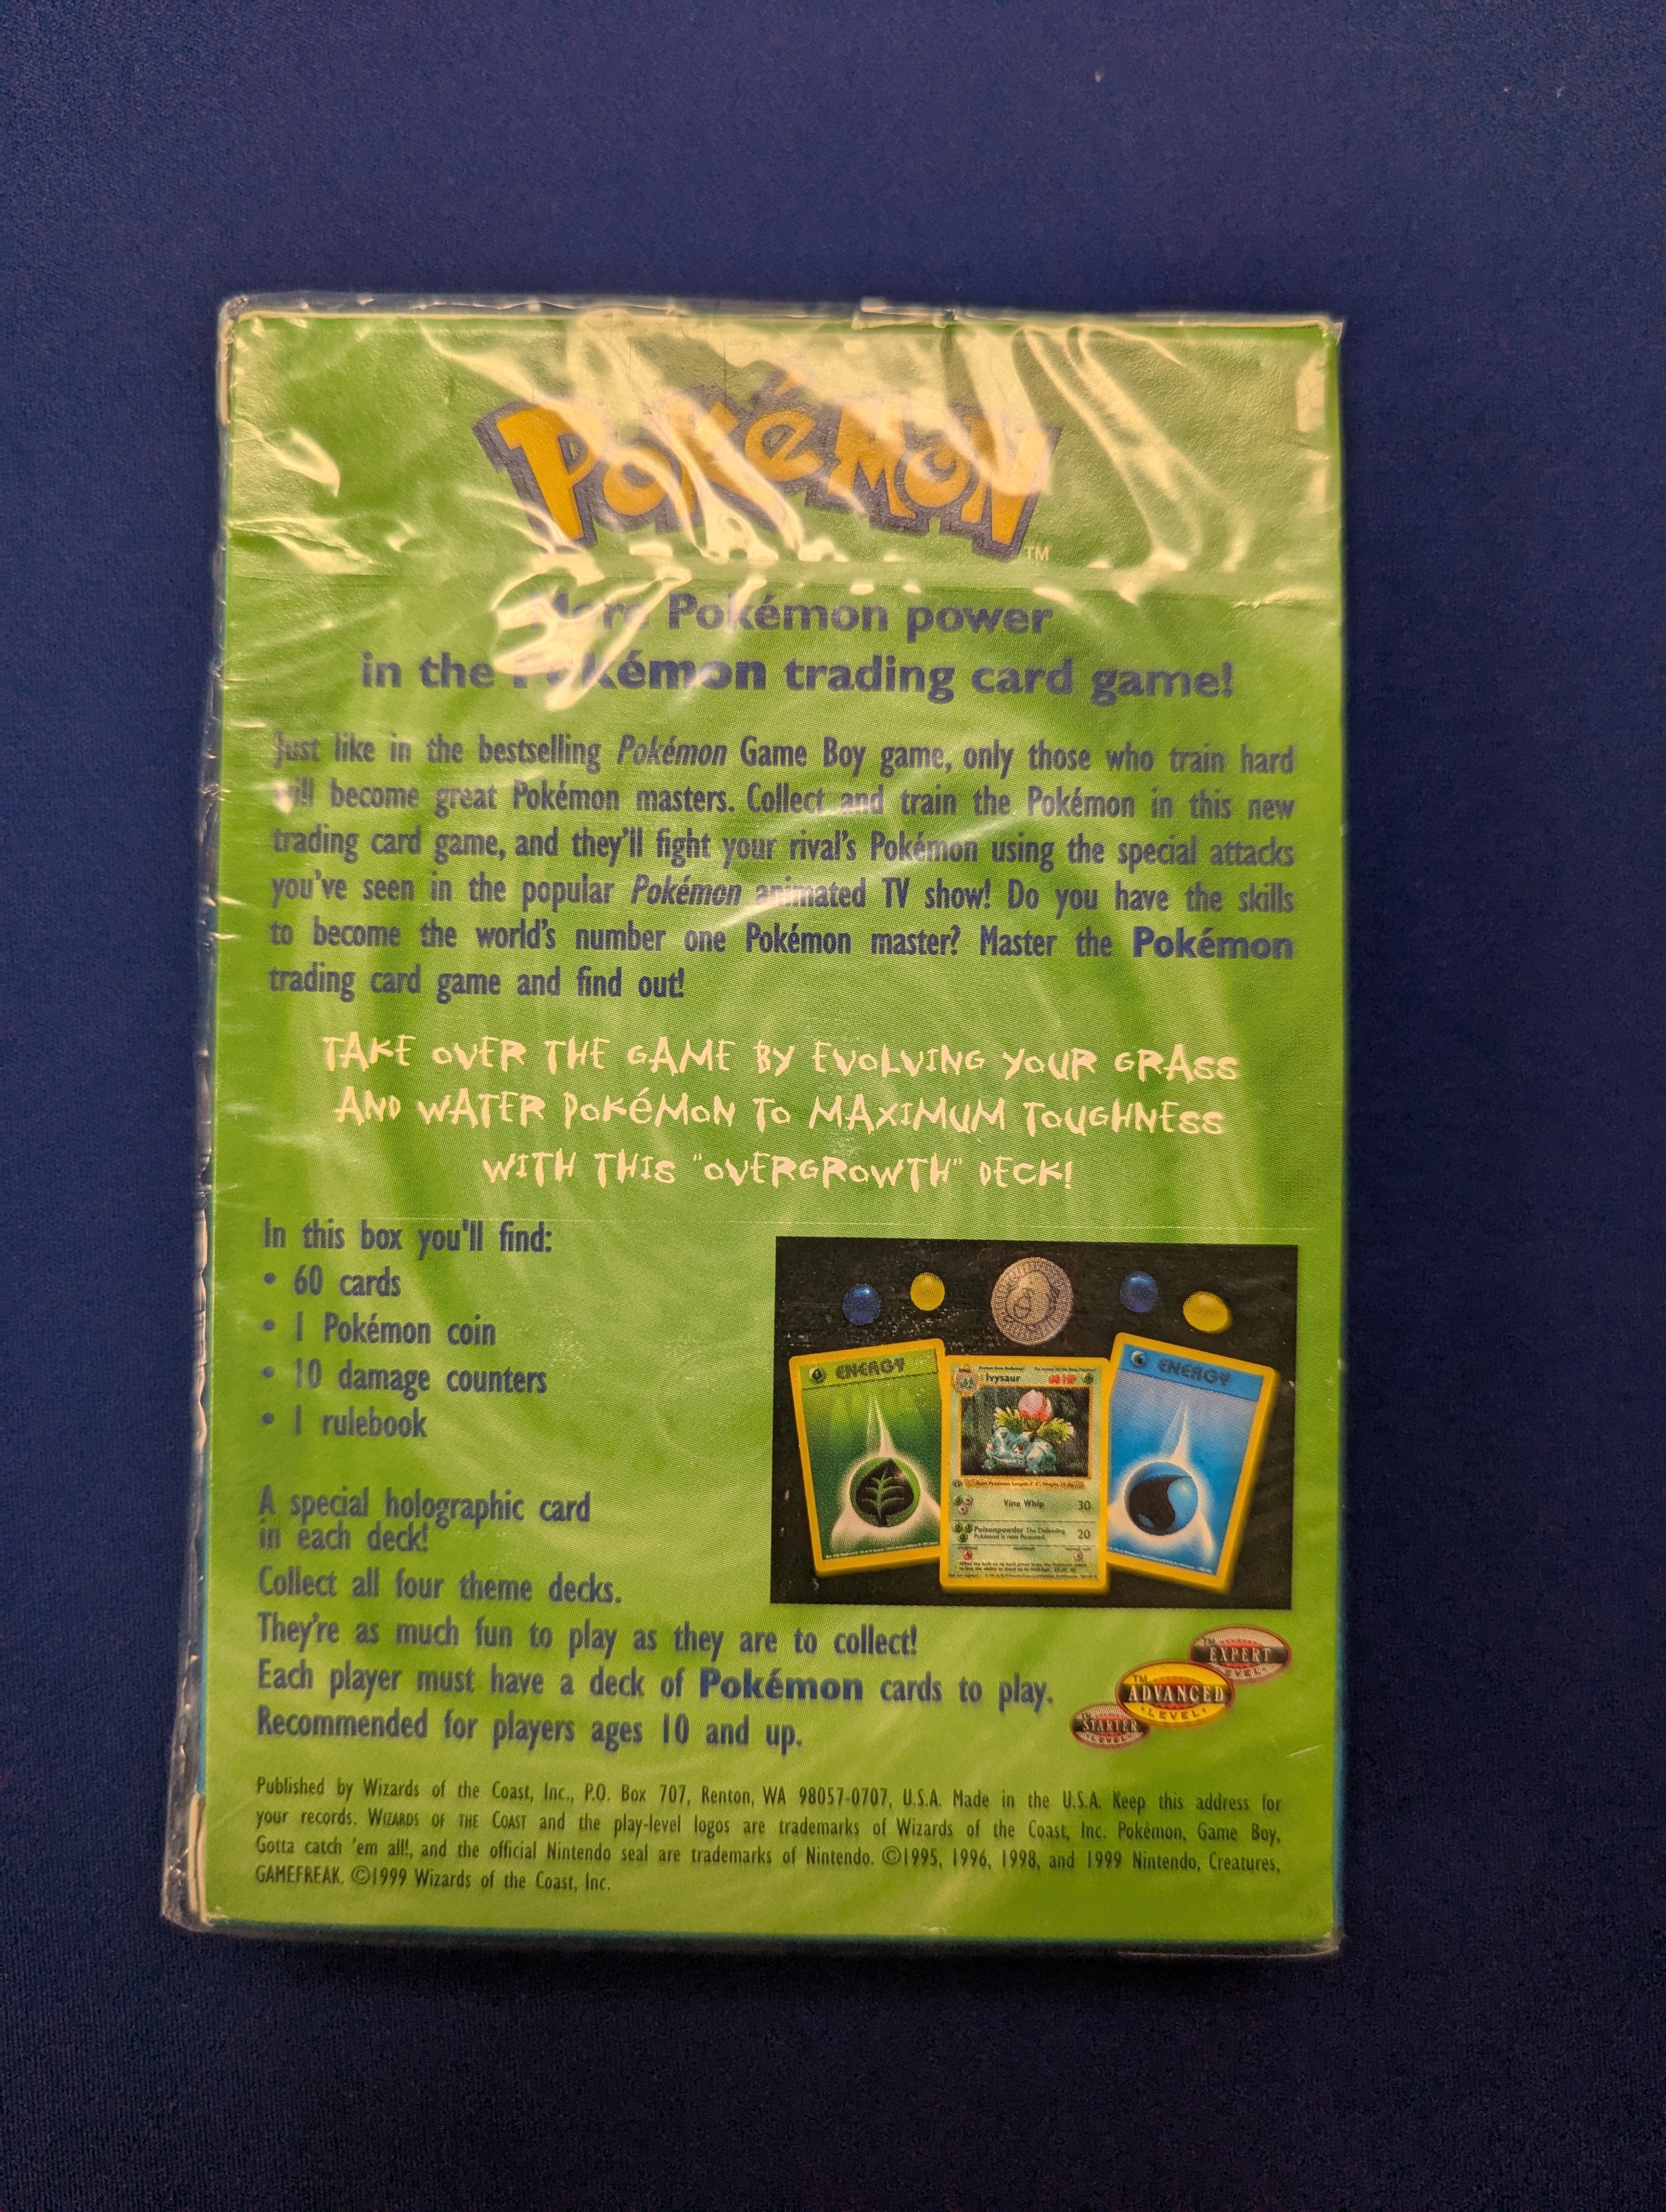 Pokémon
TM
Pokémon power
in the Pokémon trading card game!
Just like in the bestselling Pokémon Game Boy game, only those who train hard
will become great Pokémon masters. Collect and train the Pokémon in this new
trading card game, and they'll fight your rival's Pokémon using the special attacks
you've seen in the popular Pokémon animated TV show! Do you have the skills
to become the world's number one Pokémon master? Master the Pokémon
trading card game and find out!
TAKE OVER THE GAME BY EVOLVING YOUR GRASS
AND WATER POKéMON TO MAXIMUM TOUGHNESS
WITH THIS "OVERGROWTH" DECK!
In this box you'll find:
• 60 cards
• 1 Pokémon coin
• 10 damage counters
• 1 rulebook
A special holographic card
in each deck!
Collect all four theme decks.
They're as much fun to play as they are to collect!
Each player must have a deck of Pokémon cards to play.
Recommended for players ages 10 and up.
ENERGY
Ivysaur
Vine Whip 30
Poisonpowder The Defending
Pokémon is now Poisoned. 20
ENERGY
TM
EXPERT
LEVEL
TM
ADVANCED
LEVEL
TM
STARTER
LEVEL
Published by Wizards of the Coast, Inc., P.O. Box 707, Renton, WA 98057-0707, U.S.A. Made in the U.S.A. Keep this address for
your records. WIZARDS OF THE COAST and the play-level logos are trademarks of Wizards of the Coast, Inc. Pokémon, Game Boy,
Gotta catch 'em all!, and the official Nintendo seal are trademarks of Nintendo. ©1995, 1996, 1998, and 1999 Nintendo, Creatures,
GAMEFREAK. ©1999 Wizards of the Coast, Inc.